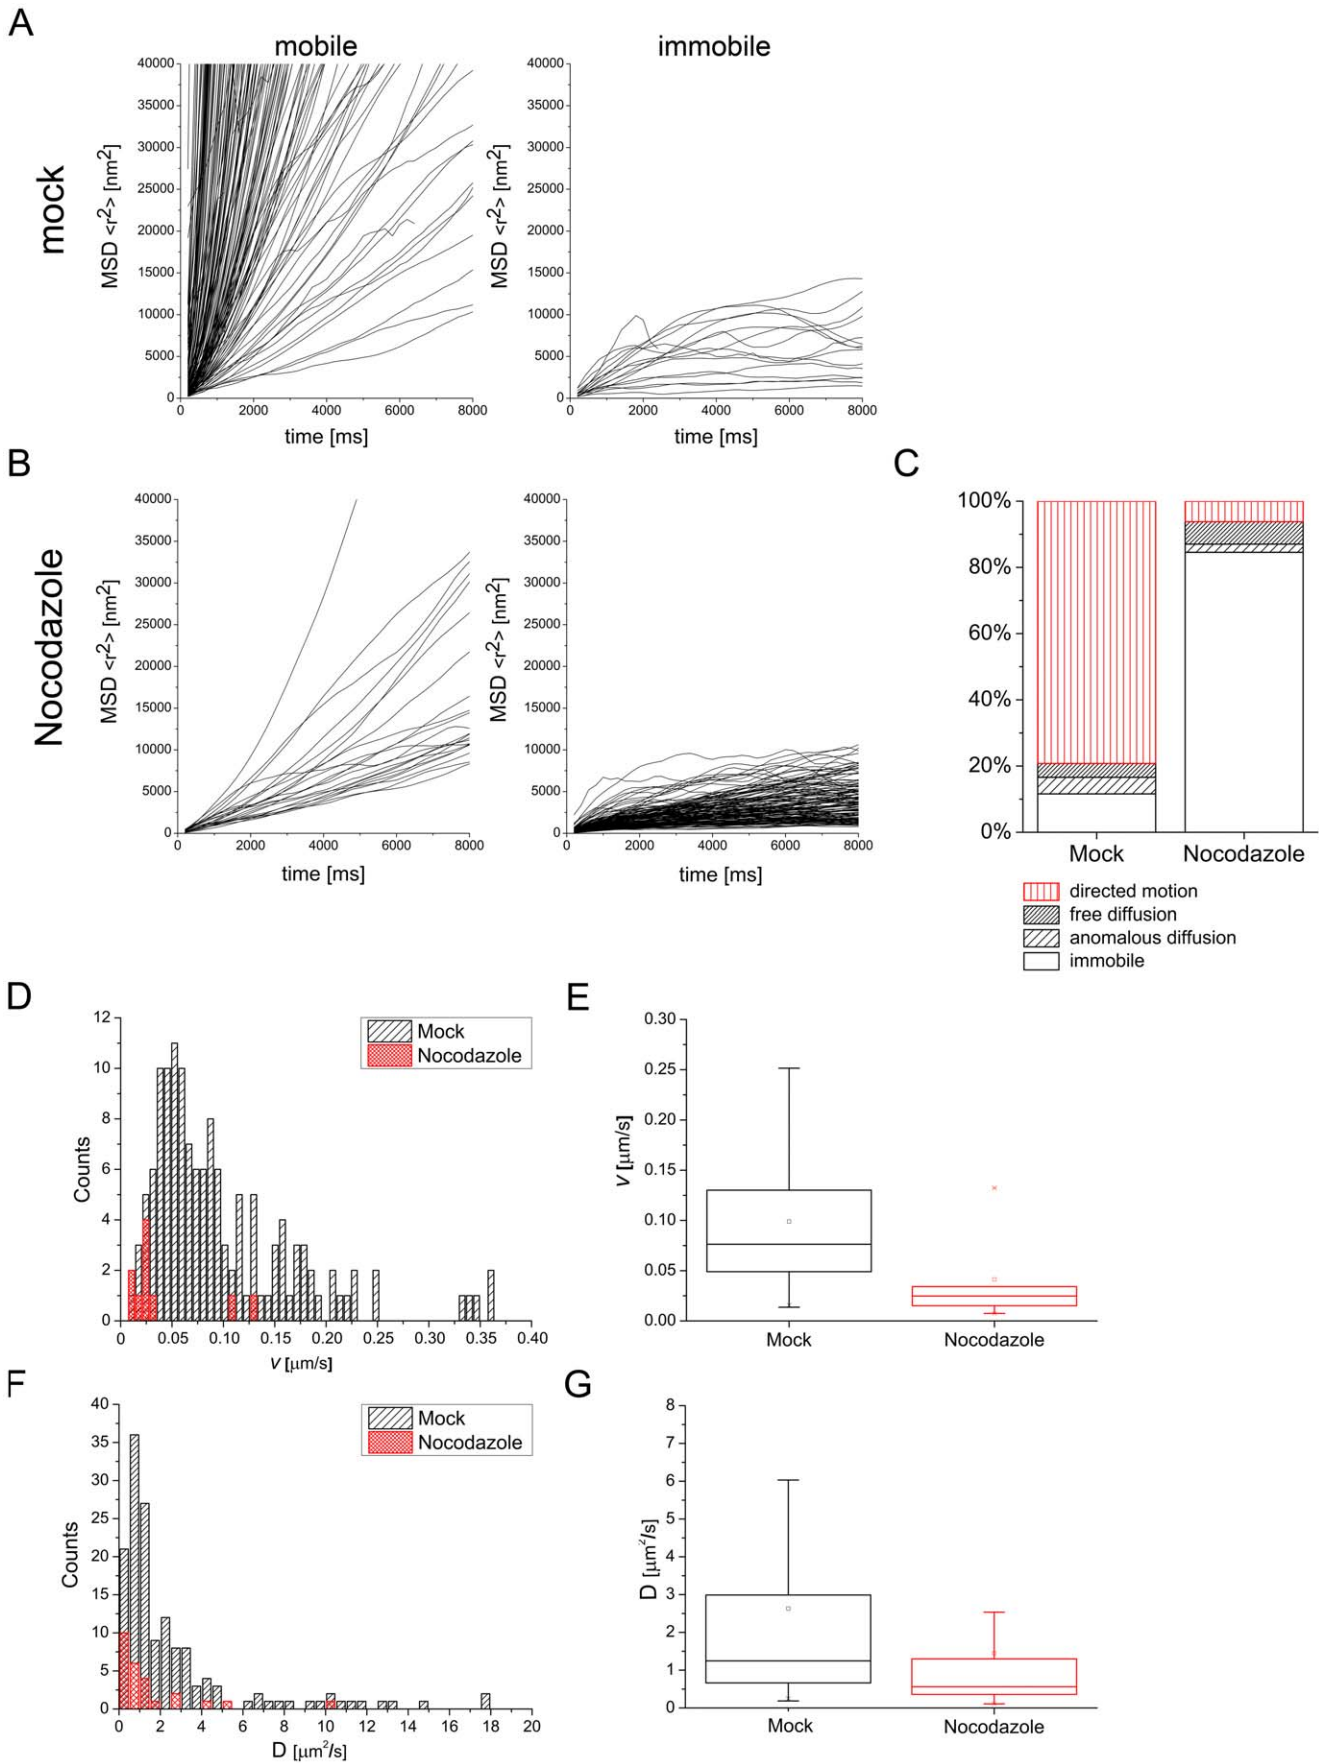 A
mobile
immobile
mock
MSD <r²> [nm²]
40000
35000
30000
25000
20000
15000
10000
5000
0
0 2000 4000 6000 8000
time [ms]
MSD <r²> [nm²]
40000
35000
30000
25000
20000
15000
10000
5000
0
0 2000 4000 6000 8000
time [ms]
B
Nocodazole
MSD <r²> [nm²]
40000
35000
30000
25000
20000
15000
10000
5000
0
0 2000 4000 6000 8000
time [ms]
MSD <r²> [nm²]
40000
35000
30000
25000
20000
15000
10000
5000
0
0 2000 4000 6000 8000
time [ms]
C
100%
80%
60%
40%
20%
0%
Mock Nocodazole
directed motion
free diffusion
anomalous diffusion
immobile
D
Counts
12
10
8
6
4
2
0
0 0.05 0.10 0.15 0.20 0.25 0.30 0.35 0.40
v [μm/s]
Mock
Nocodazole
E
v [μm/s]
0.30
0.25
0.20
0.15
0.10
0.05
0.00
Mock Nocodazole
F
Counts
40
35
30
25
20
15
10
5
0
0 2 4 6 8 10 12 14 16 18 20
D [μm²/s]
Mock
Nocodazole
G
D [μm²/s]
8
7
6
5
4
3
2
1
0
Mock Nocodazole